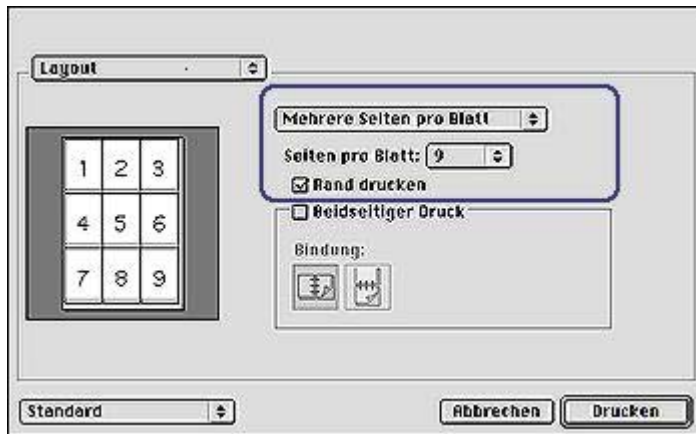 Layout
Mehrere Seiten pro Blatt
Seiten pro Blatt: 9
Rand drucken
Beidseitiger Druck
Bindung:
1 2 3
4 5 6
7 8 9
Standard
Abbrechen
Drucken